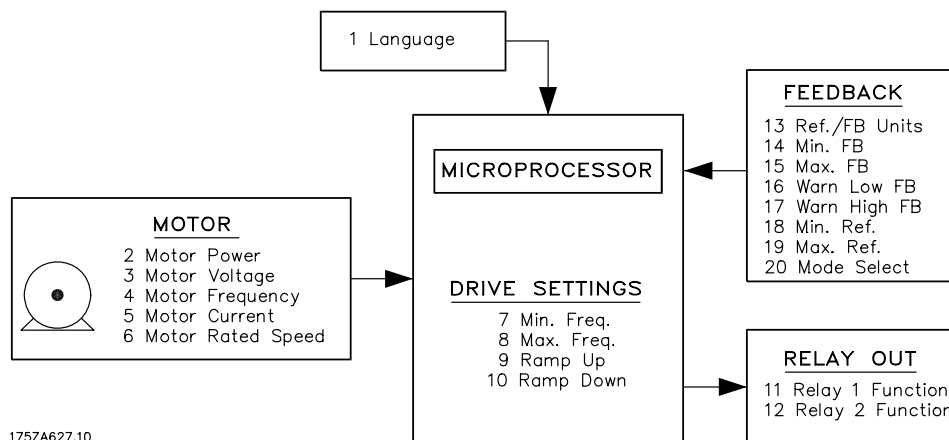 1 Language
FEEDBACK
13 Ref./FB Units
14 Min. FB
15 Max. FB
16 Warn Low FB
17 Warn High FB
18 Min. Ref.
19 Max. Ref.
20 Mode Select
MICROPROCESSOR
MOTOR
2 Motor Power
3 Motor Voltage
4 Motor Frequency
5 Motor Current
6 Motor Rated Speed
DRIVE SETTINGS
7 Min. Freq.
8 Max. Freq.
9 Ramp Up
10 Ramp Down
RELAY OUT
11 Relay 1 Function
12 Relay 2 Function
175ZA627.10